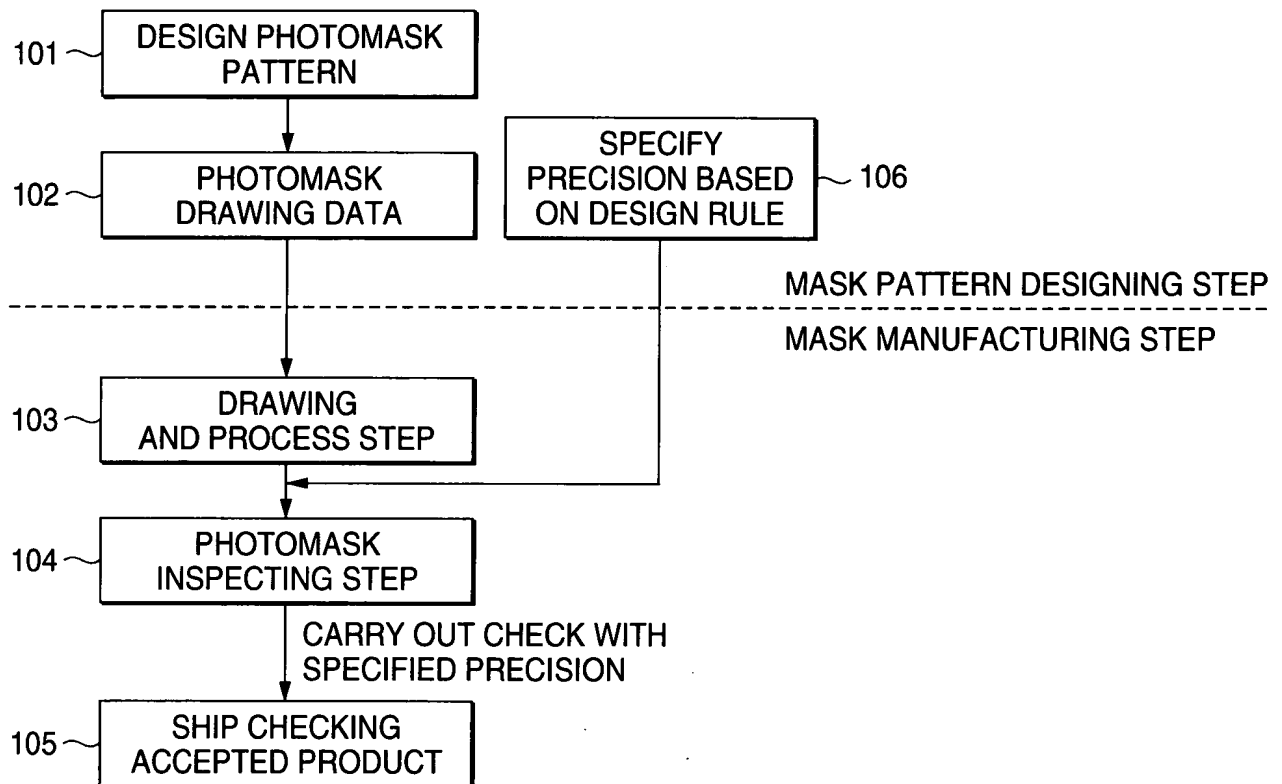 101
DESIGN PHOTOMASK
PATTERN
102
PHOTOMASK
DRAWING DATA
SPECIFY
PRECISION BASED
ON DESIGN RULE
106
MASK PATTERN DESIGNING STEP
MASK MANUFACTURING STEP
103
DRAWING
AND PROCESS STEP
104
PHOTOMASK
INSPECTING STEP
CARRY OUT CHECK WITH
SPECIFIED PRECISION
105
SHIP CHECKING
ACCEPTED PRODUCT